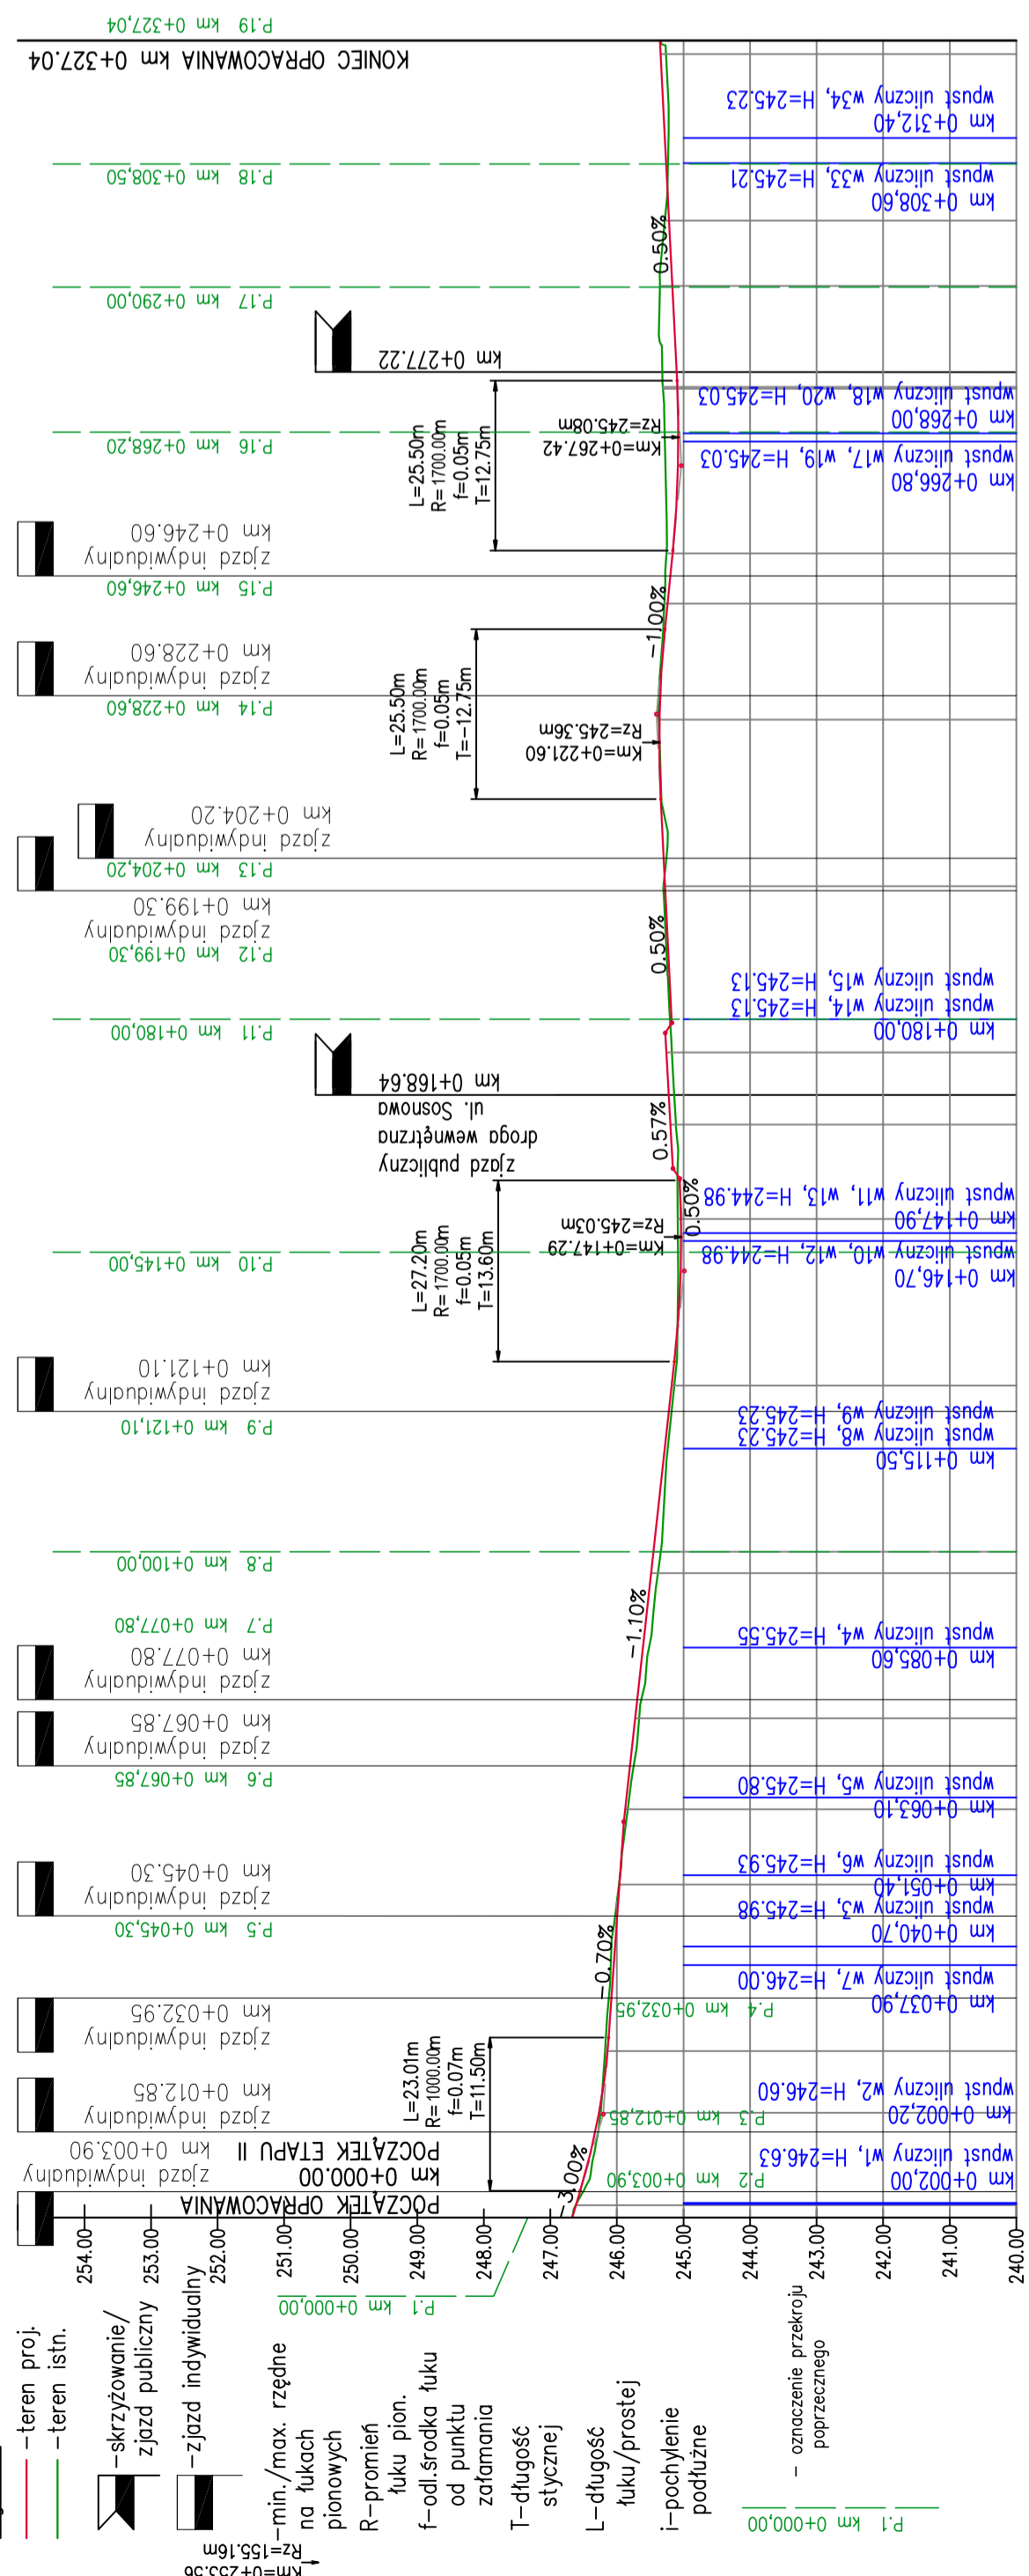 P.19 km 0+327,04
KONIEC OPRACOWANIA km 0+327.04
wpust uliczny w34, H=245.23
km 0+312,40
P.18 km 0+308,50
wpust uliczny w33, H=245.21
km 0+308,60
0.50%
P.17 km 0+290,00
km 0+277.22
wpust uliczny w18, w20, H=245.03
km 0+268,00
P.16 km 0+268,20
L=25.50m
R=1700.00m
f=0.05m
T=12.75m
Km=0+267.42
Rz=245.08m
wpust uliczny w17, w19, H=245.03
km 0+266,80
zjazd indywidualny
km 0+246.60
P.15 km 0+246,60
-1.00%
zjazd indywidualny
km 0+228.60
P.14 km 0+228,60
L=25.50m
R=1700.00m
f=0.05m
T=-12.75m
Km=0+221.60
Rz=245.36m
zjazd indywidualny
km 0+204.20
P.13 km 0+204,20
zjazd indywidualny
km 0+199.30
P.12 km 0+199,30
0.50%
wpust uliczny w15, H=245.13
wpust uliczny w14, H=245.13
km 0+180,00
P.11 km 0+180,00
zjazd publiczny
droga wewnętrzna
ul. Sosnowa
km 0+168.64
0.57%
wpust uliczny w11, w13, H=244.98
km 0+147,90
0.50%
L=27.20m
R=1700.00m
f=0.05m
T=13.60m
Km=0+147.29
Rz=245.03m
wpust uliczny w10, w12, H=244.98
km 0+146,70
P.10 km 0+145,00
zjazd indywidualny
km 0+121.10
P.9 km 0+121,10
wpust uliczny w9, H=245.23
wpust uliczny w8, H=245.23
km 0+115,50
P.8 km 0+100,00
-1.10%
P.7 km 0+077,80
zjazd indywidualny
km 0+077.80
wpust uliczny w4, H=245.55
km 0+085,60
zjazd indywidualny
km 0+067.85
P.6 km 0+067,85
wpust uliczny w5, H=245.80
km 0+063,10
wpust uliczny w6, H=245.93
km 0+051,40
zjazd indywidualny
km 0+045.30
P.5 km 0+045,30
wpust uliczny w3, H=245.98
km 0+040,70
-0.70%
wpust uliczny w7, H=246.00
km 0+037,90
zjazd indywidualny
km 0+032.95
P.4 km 0+032,95
L=23.01m
R=1000.00m
f=0.07m
T=11.50m
zjazd indywidualny
km 0+012.85
P.3 km 0+012,85
wpust uliczny w2, H=246.60
km 0+002,20
zjazd indywidualny
km 0+003.90
P.2 km 0+003,90
-3.00%
POCZĄTEK OPRACOWANIA
km 0+000.00
POCZĄTEK ETAPU II
wpust uliczny w1, H=246.63
km 0+002,00
254.00
253.00
252.00
251.00
250.00
249.00
248.00
247.00
246.00
245.00
244.00
243.00
242.00
241.00
240.00
P.1 km 0+000,00
-teren proj.
-teren istn.
-skrzyżowanie/
zjazd publiczny
-zjazd indywidualny
-min./max. rzędne
na łukach
pionowych
R-promień
łuku pion.
f-odl.środka łuku
od punktu
załamania
T-długość
stycznej
L-długość
łuku/prostej
i-pochylenie
podłużne
- oznaczenie przekroju
poprzecznego
P.1 km 0+000,00
Rz=155.16m